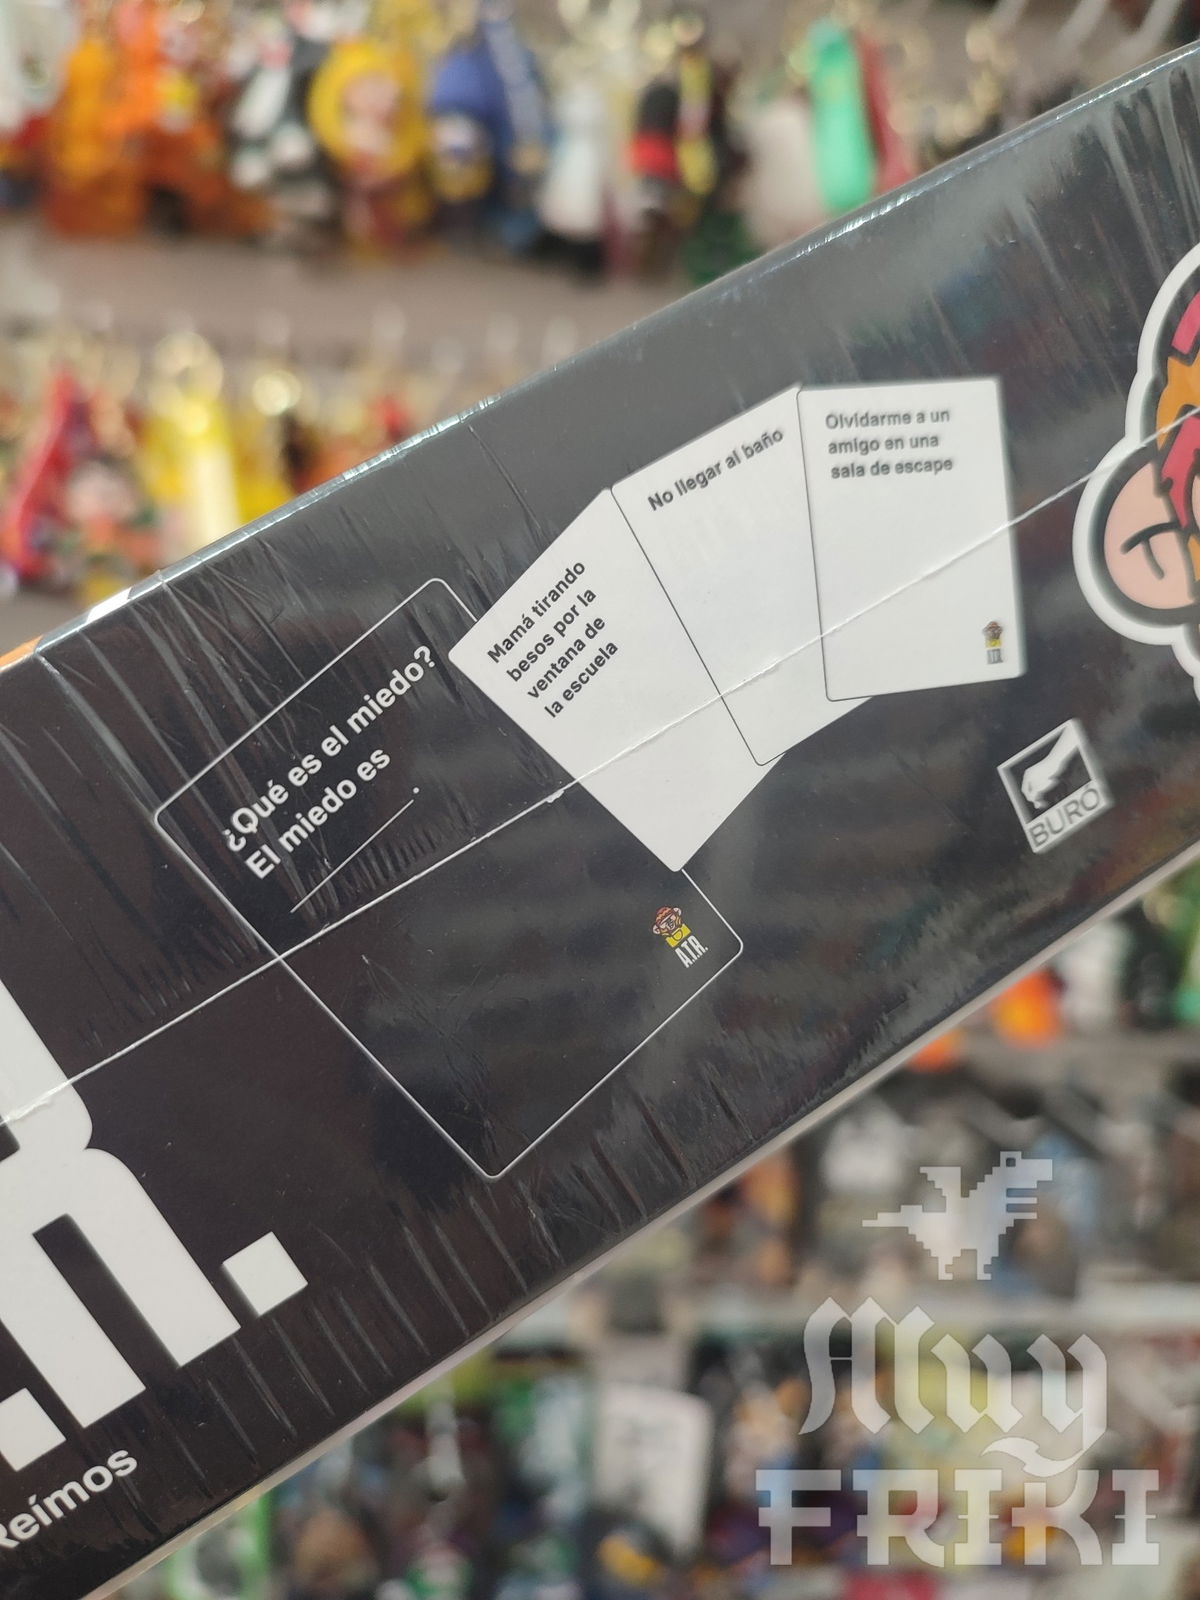 ¿Qué es el miedo?
El miedo es
.
Mamá tirando
besos por la
ventana de
la escuela
No llegar al baño
Olvidarme a un
amigo en una
sala de escape
A.T.R.
BURÓ
R.
Reímos
Muy
FRIKI